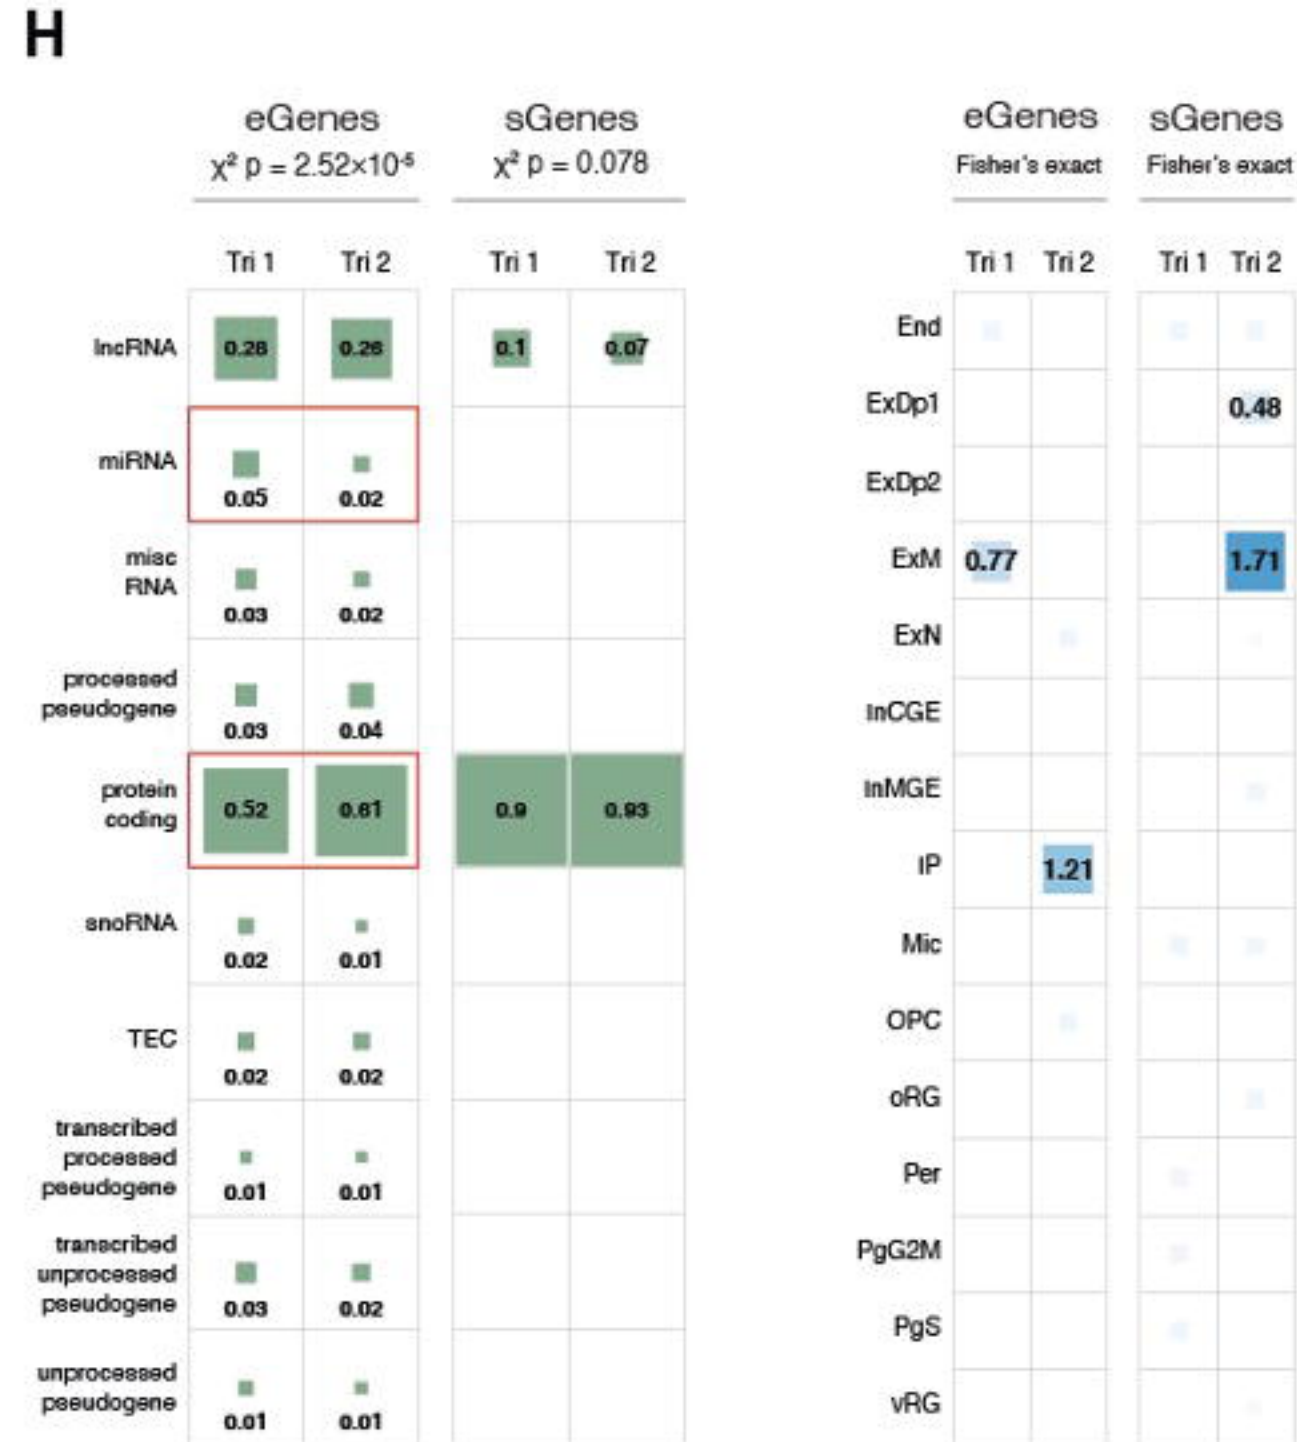 H
eGenes sGenes
χ² p = 2.52×10⁻⁵ χ² p = 0.078
Tri 1 Tri 2 Tri 1 Tri 2
lncRNA 0.28 0.26 0.1 0.07
miRNA
0.05 0.02
misc
RNA
0.03 0.02
processed
pseudogene
0.03 0.04
protein
coding
0.52 0.61 0.9 0.93
snoRNA
0.02 0.01
TEC
0.02 0.02
transcribed
processed
pseudogene
0.01 0.01
transcribed
unprocessed
pseudogene
0.03 0.02
unprocessed
pseudogene
0.01 0.01
eGenes sGenes
Fisher's exact Fisher's exact
Tri 1 Tri 2 Tri 1 Tri 2
End
ExDp1 0.48
ExDp2
ExM 0.77 1.71
ExN
InCGE
InMGE
IP 1.21
Mic
OPC
oRG
Per
PgG2M
PgS
vRG